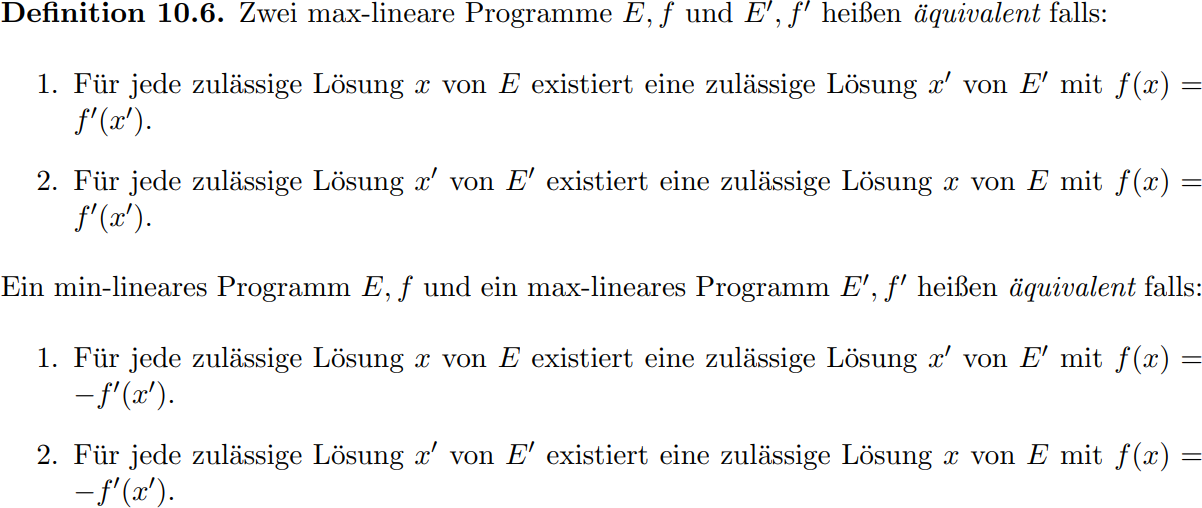 Definition 10.6. Zwei max-lineare Programme E, f und E′, f′ heißen äquivalent falls:
1. Für jede zulässige Lösung x von E existiert eine zulässige Lösung x′ von E′ mit f(x) =
f′(x′).
2. Für jede zulässige Lösung x′ von E′ existiert eine zulässige Lösung x von E mit f(x) =
f′(x′).
Ein min-lineares Programm E, f und ein max-lineares Programm E′, f′ heißen äquivalent falls:
1. Für jede zulässige Lösung x von E existiert eine zulässige Lösung x′ von E′ mit f(x) =
−f′(x′).
2. Für jede zulässige Lösung x′ von E′ existiert eine zulässige Lösung x von E mit f(x) =
−f′(x′).